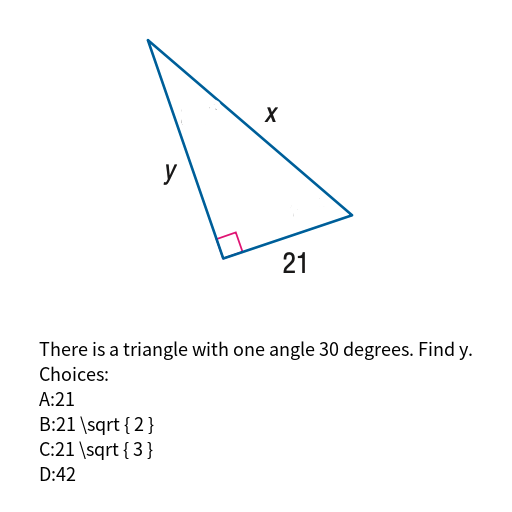 x
y
21
There is a triangle with one angle 30 degrees. Find y.
Choices:
A:21
B:21 \sqrt { 2 }
C:21 \sqrt { 3 }
D:42